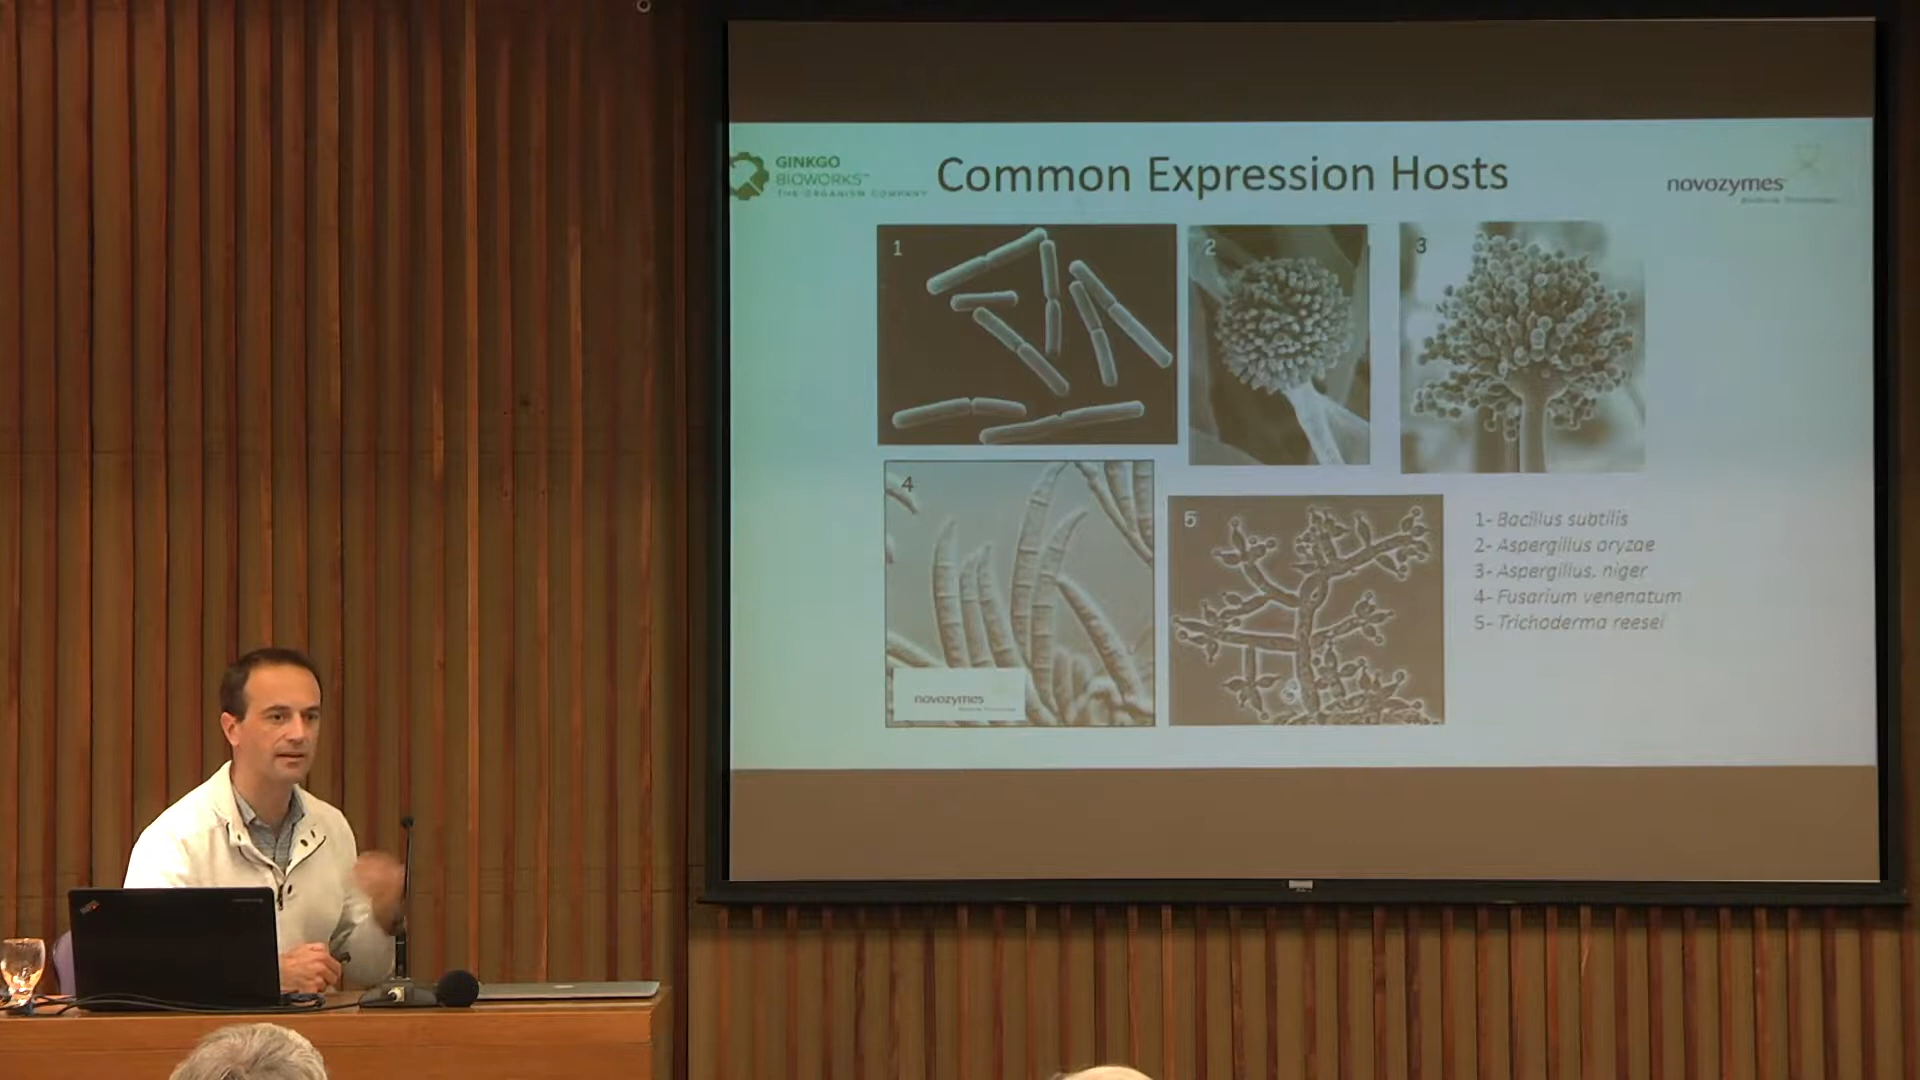 GINKGO
BIOWORKS™
THE ORGANISM COMPANY
Common Expression Hosts
novozymes
1
2
3
4
5
novozymes
1- Bacillus subtilis
2- Aspergillus oryzae
3- Aspergillus. niger
4- Fusarium venenatum
5- Trichoderma reesei